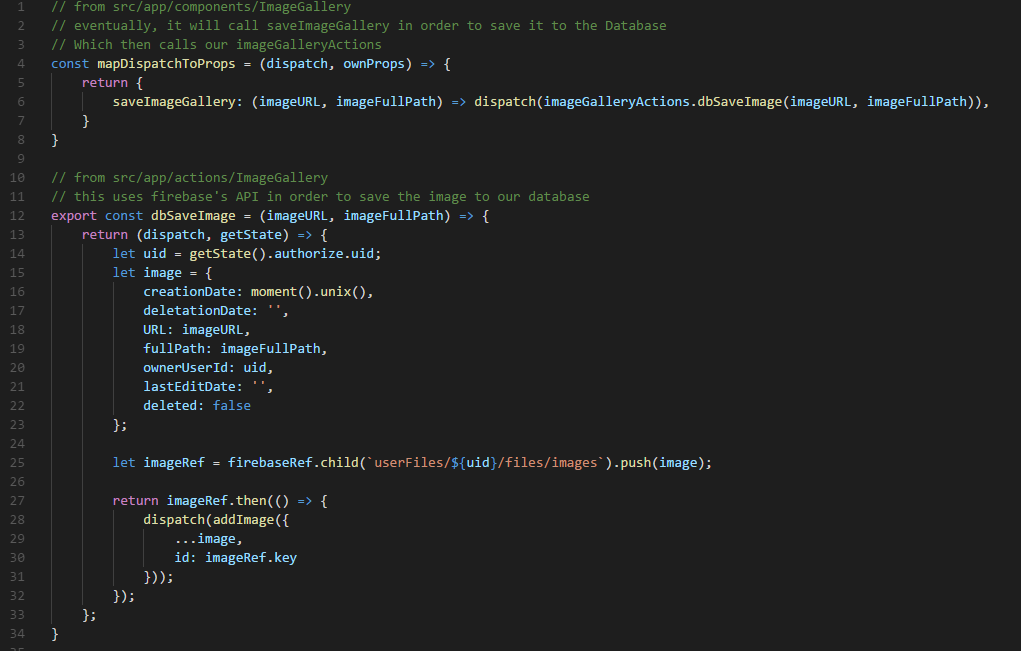 1 // from src/app/components/ImageGallery
2 // eventually, it will call saveImageGallery in order to save it to the Database
3 // Which then calls our imageGalleryActions
4 const mapDispatchToProps = (dispatch, ownProps) => {
5     return {
6         saveImageGallery: (imageURL, imageFullPath) => dispatch(imageGalleryActions.dbSaveImage(imageURL, imageFullPath)),
7     }
8 }
9
10 // from src/app/actions/ImageGallery
11 // this uses firebase's API in order to save the image to our database
12 export const dbSaveImage = (imageURL, imageFullPath) => {
13     return (dispatch, getState) => {
14         let uid = getState().authorize.uid;
15         let image = {
16             creationDate: moment().unix(),
17             deletationDate: '',
18             URL: imageURL,
19             fullPath: imageFullPath,
20             ownerUserId: uid,
21             lastEditDate: '',
22             deleted: false
23         };
24
25         let imageRef = firebaseRef.child(`userFiles/${uid}/files/images`).push(image);
26
27         return imageRef.then(() => {
28             dispatch(addImage({
29                 ...image,
30                 id: imageRef.key
31             }));
32         });
33     };
34 }